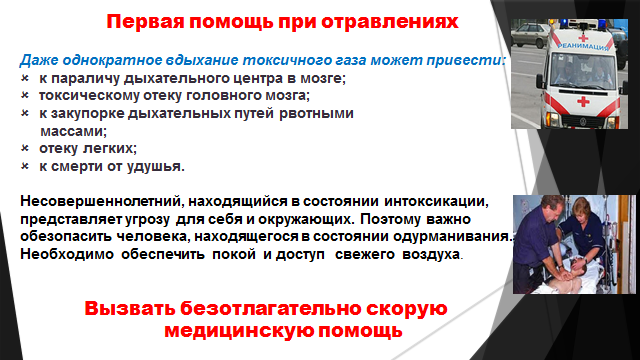 Первая помощь при отравлениях
РЕАНИМАЦИЯ
Даже однократное вдыхание токсичного газа может привести:
× к параличу дыхательного центра в мозге;
× токсическому отеку головного мозга;
× к закупорке дыхательных путей рвотными
массами;
× отеку легких;
× к смерти от удушья.
Несовершеннолетний, находящийся в состоянии интоксикации,
представляет угрозу для себя и окружающих. Поэтому важно
обезопасить человека, находящегося в состоянии одурманивания..
Необходимо обеспечить покой и доступ свежего воздуха.
Вызвать безотлагательно скорую
медицинскую помощь